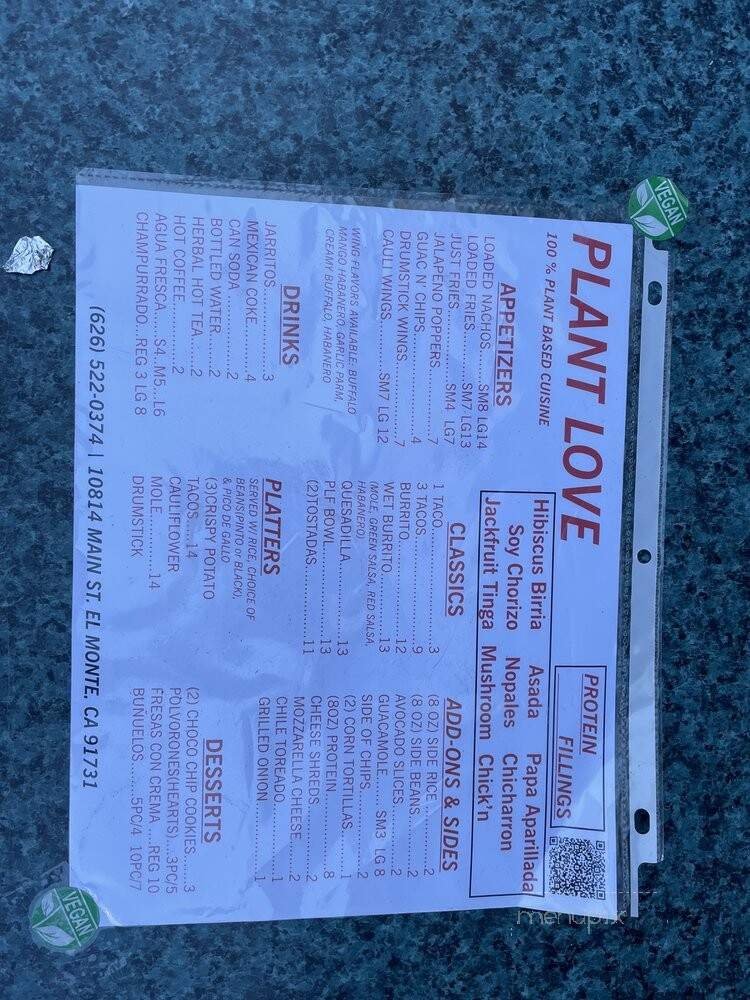 PLANT LOVE
100 % PLANT BASED CUISINE
PROTEIN FILLINGS
Hibiscus Birria Asada Papa Aparillada
Soy Chorizo Nopales Chicharron
Jackfruit Tinga Mushroom Chick'n
APPETIZERS
LOADED NACHOS...SM8 LG14
LOADED FRIES......SM7 LG13
JUST FRIES..........SM4 LG7
JALAPENO POPPERS............7
GUAC N' CHIPS..................4
DRUMSTICK WINGS............7
CAULI WINGS.........SM7 LG 12
WING FLAVORS AVAILABLE: BUFFALO
MANGO HABANERO, GARLIC PARM,
CREAMY BUFFALO, HABANERO
DRINKS
JARRITOS..................3
MEXICAN COKE...........4
CAN SODA................2
BOTTLED WATER..........2
HERBAL HOT TEA..........2
HOT COFFEE..............2
AGUA FRESCA ....S4, M5...L6
CHAMPURRADO...REG 3 LG 8
CLASSICS
1 TACO.........................3
3 TACOS.......................9
BURRITO......................12
WET BURRITO................13
(MOLE, GREEN SALSA, RED SALSA,
HABANERO)
QUESADILLA..................13
PLF BOWL.....................13
(2)TOSTADAS.................11
PLATTERS
SERVED W/ RICE, CHOICE OF
BEANS(PINTO or BLACK)
& PICO DE GALLO
(3)CRISPY POTATO
TACOS.....14
CAULIFLOWER
MOLE...........14
DRUMSTICK
ADD-ONS & SIDES
(8 OZ) SIDE RICE...........2
(8 OZ) SIDE BEANS.........2
AVOCADO SLICES...........2
GUACAMOLE..... SM3 LG 8
SIDE OF CHIPS..............2
(2) CORN TORTILLAS.......1
(8OZ) PROTEIN.............8
CHEESE SHREDS............2
MOZZARELLA CHEESE.......2
CHILE TOREADO.............1
GRILLED ONION.............1
DESSERTS
(2) CHOCO CHIP COOKIES....3
POLVORONES(HEARTS)...3PC/5
FRESAS CON CREMA ...REG 10
BUNUELOS.........5PC/4 10PC/7
(626) 522-0374 | 10814 MAIN ST. EL MONTE. CA 91731
VEGAN
VEGAN
menupix